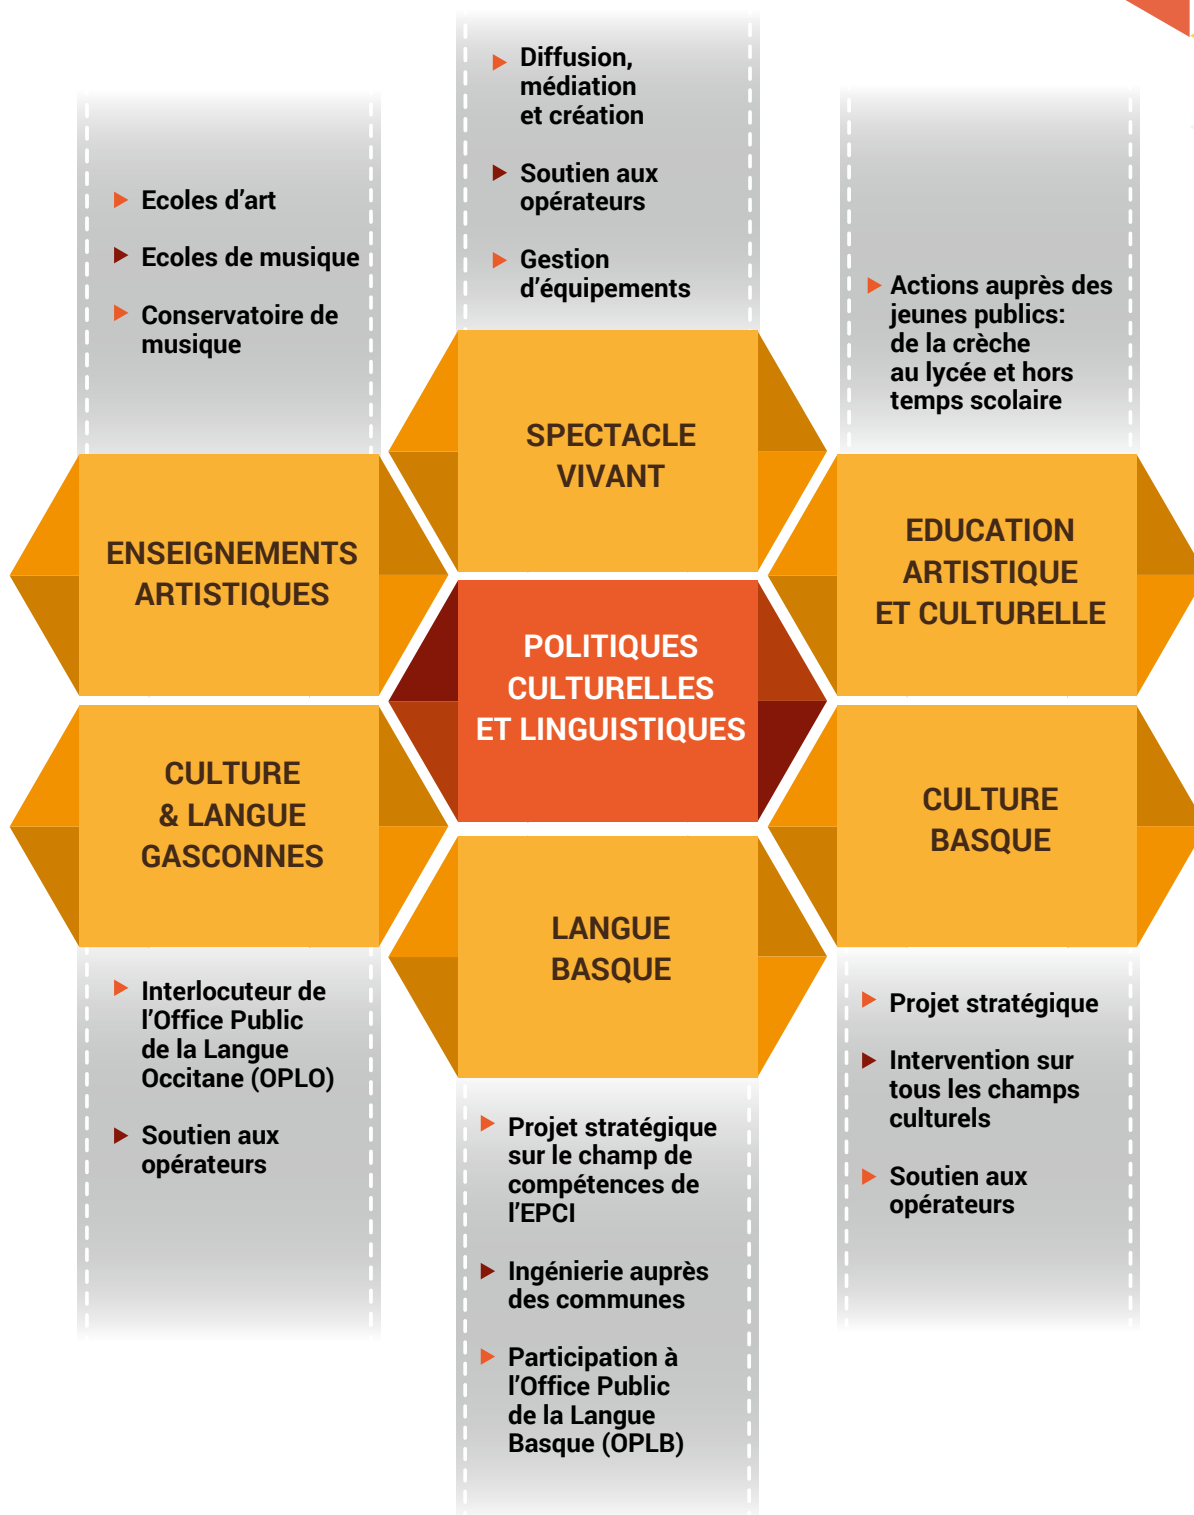 Diffusion,
médiation
et création
Soutien aux
opérateurs
Gestion
d'équipements
Ecoles d'art
Ecoles de musique
Conservatoire de
musique
Actions auprès des
jeunes publics:
de la crèche
au lycée et hors
temps scolaire
SPECTACLE
VIVANT
ENSEIGNEMENTS
ARTISTIQUES
EDUCATION
ARTISTIQUE
ET CULTURELLE
POLITIQUES
CULTURELLES
ET LINGUISTIQUES
CULTURE
& LANGUE
GASCONNES
CULTURE
BASQUE
LANGUE
BASQUE
Interlocuteur de
l'Office Public
de la Langue
Occitane (OPLO)
Soutien aux
opérateurs
Projet stratégique
sur le champ de
compétences de
l'EPCI
Ingénierie auprès
des communes
Participation à
l'Office Public
de la Langue
Basque (OPLB)
Projet stratégique
Intervention sur
tous les champs
culturels
Soutien aux
opérateurs